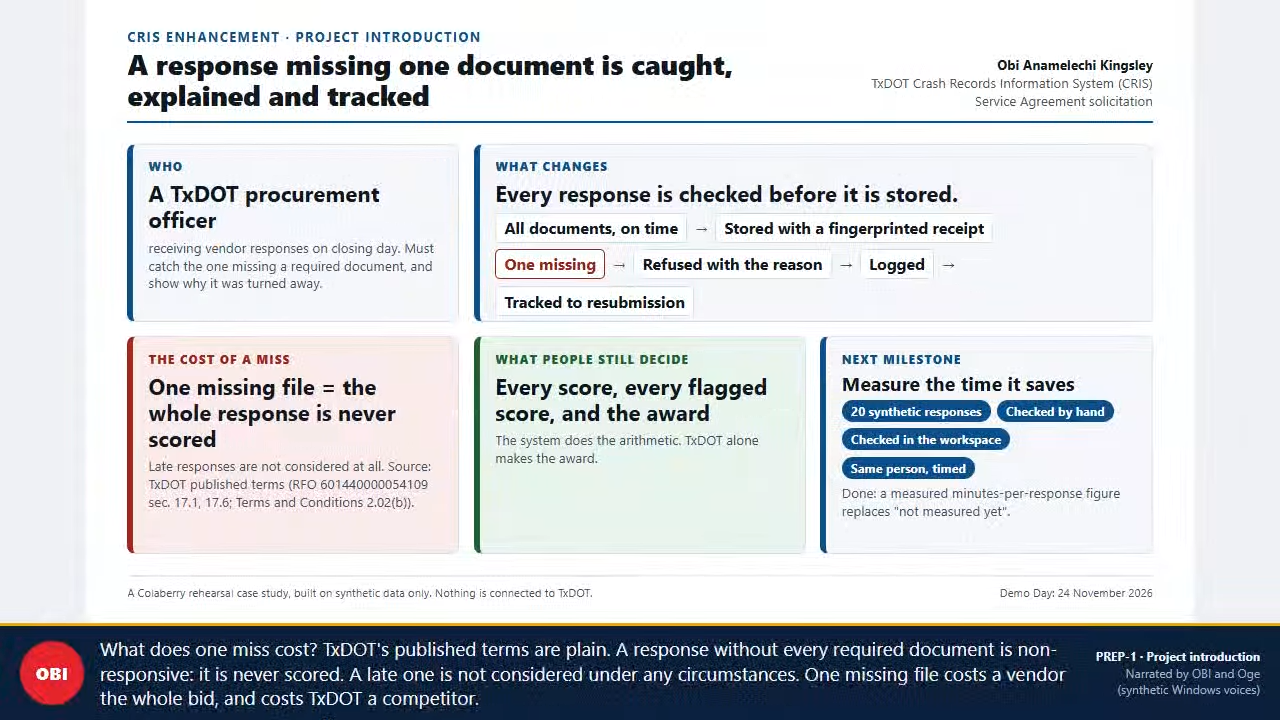 CRIS ENHANCEMENT · PROJECT INTRODUCTION
A response missing one document is caught,
explained and tracked
Obi Anamelechi Kingsley
TxDOT Crash Records Information System (CRIS)
Service Agreement solicitation
WHO
A TxDOT procurement
officer
receiving vendor responses on closing day. Must
catch the one missing a required document, and
show why it was turned away.
WHAT CHANGES
Every response is checked before it is stored.
All documents, on time → Stored with a fingerprinted receipt
One missing → Refused with the reason → Logged →
Tracked to resubmission
THE COST OF A MISS
One missing file = the
whole response is never
scored
Late responses are not considered at all. Source:
TxDOT published terms (RFO 601440000054109
sec. 17.1, 17.6; Terms and Conditions 2.02(b)).
WHAT PEOPLE STILL DECIDE
Every score, every flagged
score, and the award
The system does the arithmetic. TxDOT alone
makes the award.
NEXT MILESTONE
Measure the time it saves
20 synthetic responses Checked by hand
Checked in the workspace
Same person, timed
Done: a measured minutes-per-response figure
replaces "not measured yet".
A Colaberry rehearsal case study, built on synthetic data only. Nothing is connected to TxDOT.
Demo Day: 24 November 2026
OBI
What does one miss cost? TxDOT's published terms are plain. A response without every required document is non-
responsive: it is never scored. A late one is not considered under any circumstances. One missing file costs a vendor
the whole bid, and costs TxDOT a competitor.
PREP-1 · Project introduction
Narrated by OBI and Oge
(synthetic Windows voices)